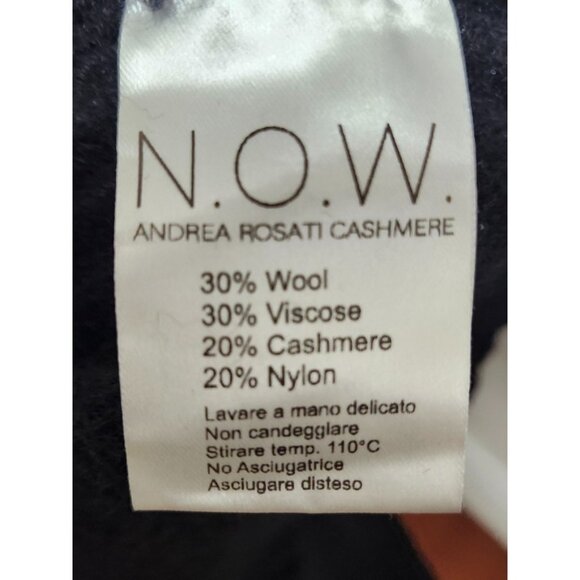 N.O.W.
ANDREA ROSATI CASHMERE
30% Wool
30% Viscose
20% Cashmere
20% Nylon
Lavare a mano delicato
Non candeggiare
Stirare temp. 110°C
No Asciugatrice
Asciugare disteso